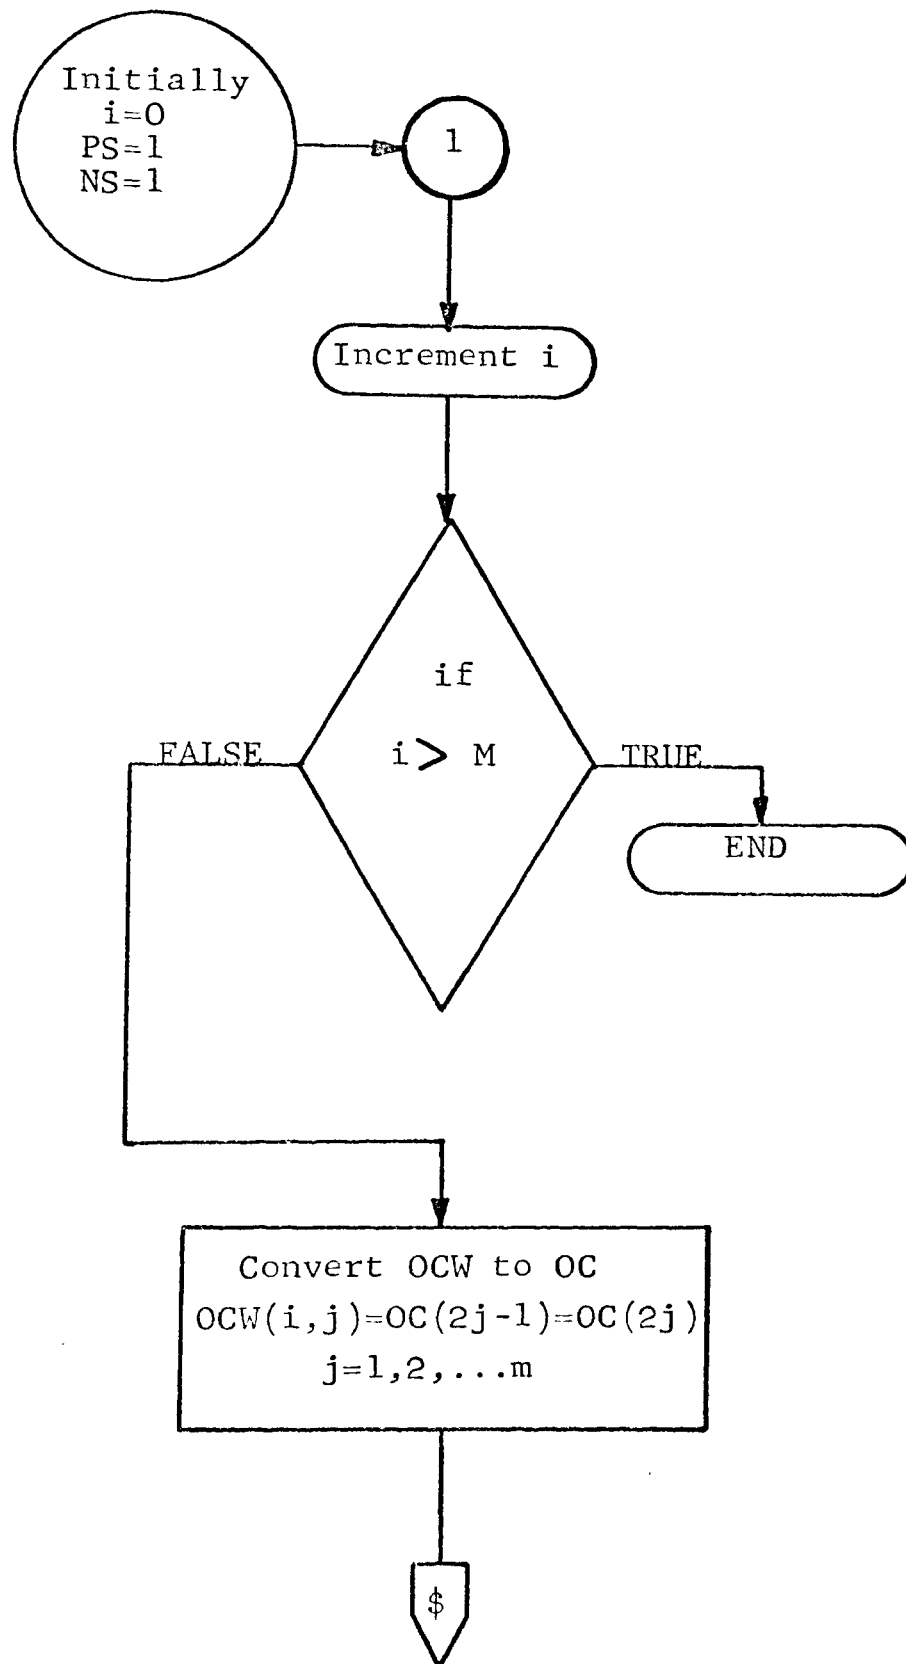 Initially
i=0
PS=1
NS=1
1
Increment i
if
i > M
FALSE
TRUE
END
Convert OCW to OC
OCW(i,j)=OC(2j-1)=OC(2j)
j=1,2,...m
$